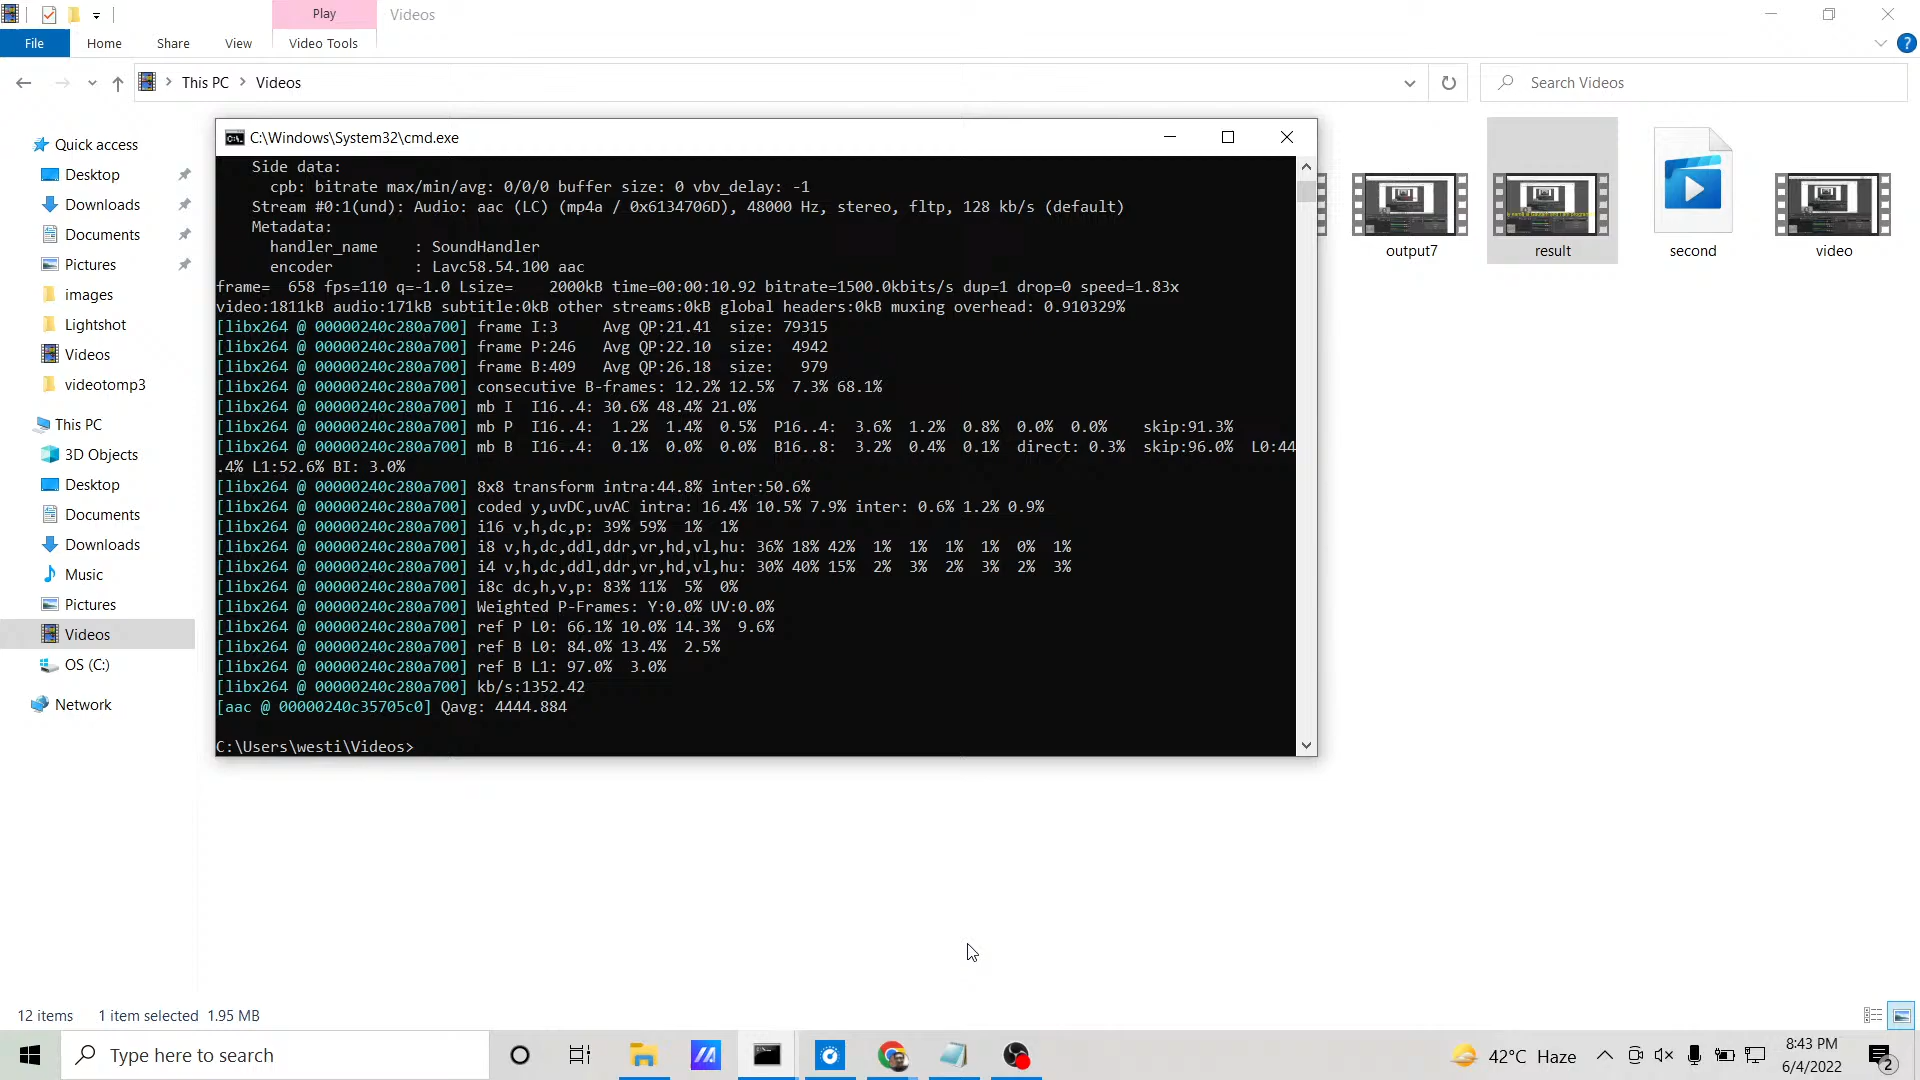 Play
Videos
File
Home
Share
View
Video Tools
This PC
Videos
Search Videos
Quick access
Desktop
Downloads
Documents
Pictures
images
Lightshot
Videos
videotomp3
This PC
3D Objects
Desktop
Documents
Downloads
Music
Pictures
Videos
OS (C:)
Network
C:\Windows\System32\cmd.exe
Side data:
cpb: bitrate max/min/avg: 0/0/0 buffer size: 0 vbv_delay: -1
Stream #0:1(und): Audio: aac (LC) (mp4a / 0x6134706D), 48000 Hz, stereo, fltp, 128 kb/s (default)
Metadata:
handler_name    : SoundHandler
encoder         : Lavc58.54.100 aac
frame=  658 fps=110 q=-1.0 Lsize=    2000kB time=00:00:10.92 bitrate=1500.0kbits/s dup=1 drop=0 speed=1.83x
video:1811kB audio:171kB subtitle:0kB other streams:0kB global headers:0kB muxing overhead: 0.910329%
[libx264 @ 00000240c280a700] frame I:3     Avg QP:21.41  size: 79315
[libx264 @ 00000240c280a700] frame P:246   Avg QP:22.10  size:  4942
[libx264 @ 00000240c280a700] frame B:409   Avg QP:26.18  size:   979
[libx264 @ 00000240c280a700] consecutive B-frames: 12.2% 12.5%  7.3% 68.1%
[libx264 @ 00000240c280a700] mb I  I16..4: 30.6% 48.4% 21.0%
[libx264 @ 00000240c280a700] mb P  I16..4:  1.2%  1.4%  0.5%  P16..4:  3.6%  1.2%  0.8%  0.0%  0.0%    skip:91.3%
[libx264 @ 00000240c280a700] mb B  I16..4:  0.1%  0.0%  0.0%  B16..8:  3.2%  0.4%  0.1%  direct: 0.3%  skip:96.0%  L0:44
.4% L1:52.6% BI: 3.0%
[libx264 @ 00000240c280a700] 8x8 transform intra:44.8% inter:50.6%
[libx264 @ 00000240c280a700] coded y,uvDC,uvAC intra: 16.4% 10.5% 7.9% inter: 0.6% 1.2% 0.9%
[libx264 @ 00000240c280a700] i16 v,h,dc,p: 39% 59%  1%  1%
[libx264 @ 00000240c280a700] i8 v,h,dc,ddl,ddr,vr,hd,vl,hu: 36% 18% 42%  1%  1%  1%  1%  0%  1%
[libx264 @ 00000240c280a700] i4 v,h,dc,ddl,ddr,vr,hd,vl,hu: 30% 40% 15%  2%  3%  2%  3%  2%  3%
[libx264 @ 00000240c280a700] i8c dc,h,v,p: 83% 11%  5%  0%
[libx264 @ 00000240c280a700] Weighted P-Frames: Y:0.0% UV:0.0%
[libx264 @ 00000240c280a700] ref P L0: 66.1% 10.0% 14.3%  9.6%
[libx264 @ 00000240c280a700] ref B L0: 84.0% 13.4%  2.5%
[libx264 @ 00000240c280a700] ref B L1: 97.0%  3.0%
[libx264 @ 00000240c280a700] kb/s:1352.42
[aac @ 00000240c35705c0] Qavg: 4444.884
C:\Users\westi\Videos>
output7
result
second
video
12 items
1 item selected  1.95 MB
Type here to search
42°C  Haze
8:43 PM
6/4/2022
2